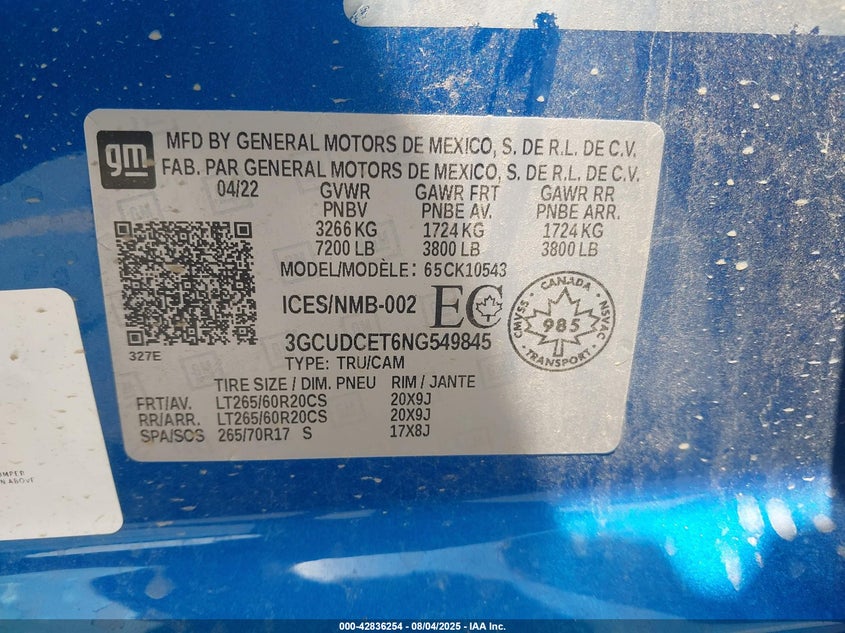 gm
MFD BY GENERAL MOTORS DE MEXICO, S. DE R.L. DE C.V.
FAB. PAR GENERAL MOTORS DE MEXICO, S. DE R.L. DE C.V.
04/22 GVWR GAWR FRT GAWR RR
PNBV PNBE AV. PNBE ARR.
3266 KG 1724 KG 1724 KG
7200 LB 3800 LB 3800 LB
MODEL/MODÈLE: 65CK10543
ICES/NMB-002 EC
CANADA
CMVSS 985 NSVAC
TRANSPORT
327E
3GCUDCET6NG549845
TYPE: TRU/CAM
TIRE SIZE / DIM. PNEU RIM / JANTE
FRT/AV. LT265/60R20CS 20X9J
RR/ARR. LT265/60R20CS 20X9J
SPA/SCS 265/70R17 S 17X8J
N ABOVE
000-42836254 - 08/04/2025 - IAA Inc.